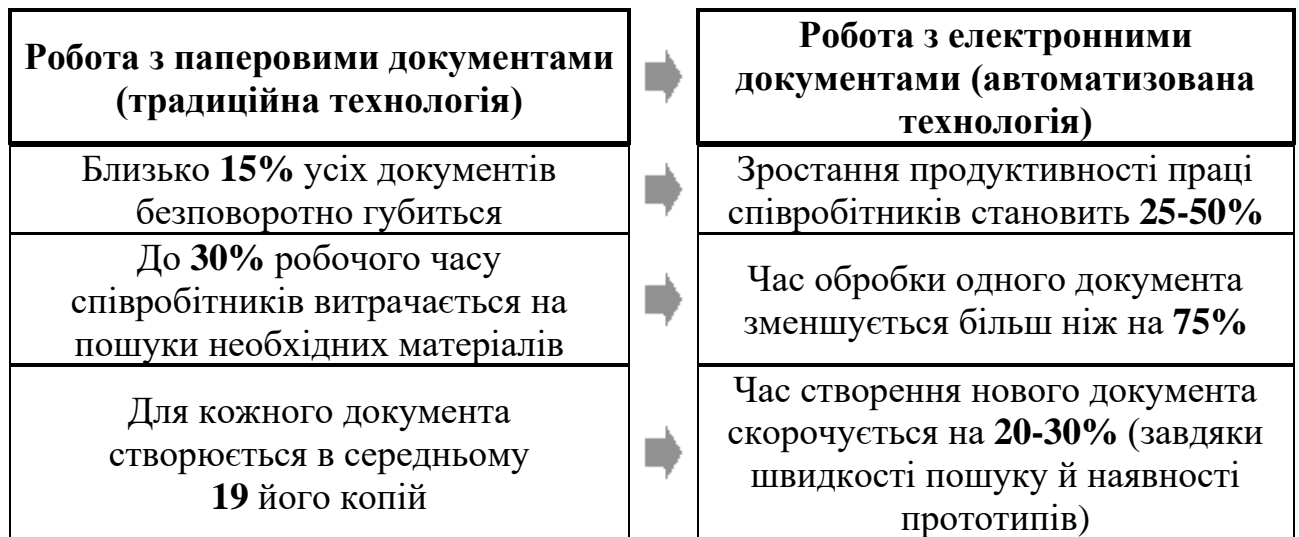 Робота з паперовими документами
(традиційна технологія)
Робота з електронними
документами (автоматизована
технологія)
Близько 15% усіх документів
безповоротно губиться
Зростання продуктивності праці
співробітників становить 25-50%
До 30% робочого часу
співробітників витрачається на
пошуки необхідних матеріалів
Час обробки одного документа
зменшується більш ніж на 75%
Для кожного документа
створюється в середньому
19 його копій
Час створення нового документа
скорочується на 20-30% (завдяки
швидкості пошуку й наявності
прототипів)